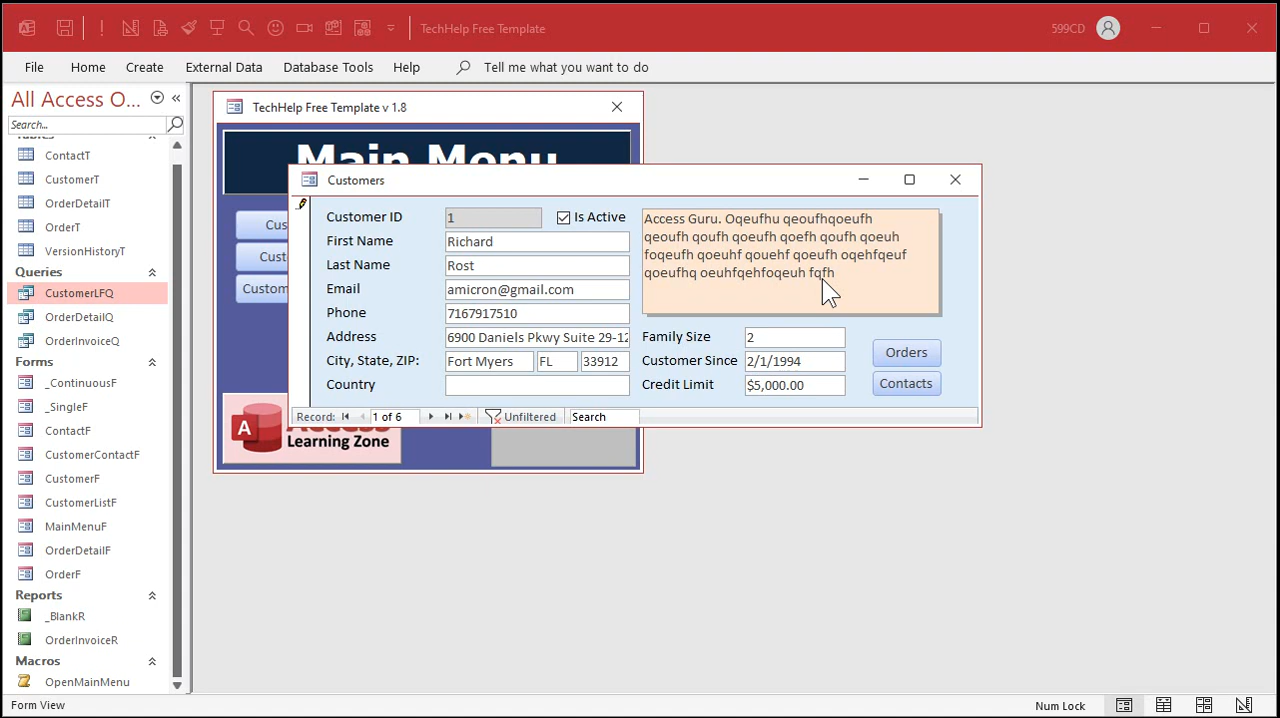 TechHelp Free Template
599CD
File Home Create External Data Database Tools Help Tell me what you want to do
All Access O...
Search...
Tables
ContactT
CustomerT
OrderDetailT
OrderT
VersionHistoryT
Queries
CustomerLFQ
OrderDetailQ
OrderInvoiceQ
Forms
_ContinuousF
_SingleF
ContactF
CustomerContactF
CustomerF
CustomerListF
MainMenuF
OrderDetailF
OrderF
Reports
_BlankR
OrderInvoiceR
Macros
OpenMainMenu
TechHelp Free Template v 1.8
Main Menu
Cus
Cust
Custom
A
Access
Learning Zone
Customers
Customer ID 1 Is Active
First Name Richard
Last Name Rost
Email amicron@gmail.com
Phone 7167917510
Address 6900 Daniels Pkwy Suite 29-12
City, State, ZIP: Fort Myers FL 33912
Country
Access Guru. Oqeufhu qeoufhqoeufh
qeoufh qoufh qoeufh qoefh qoufh qoeuh
foqeufh qoeuhf qouehf qoeufh oqehfqeuf
qoeufhq oeuhfqehfoqeuh fqfh
Family Size 2
Customer Since 2/1/1994
Credit Limit $5,000.00
Orders
Contacts
Record: 1 of 6 Unfiltered Search
Form View
Num Lock